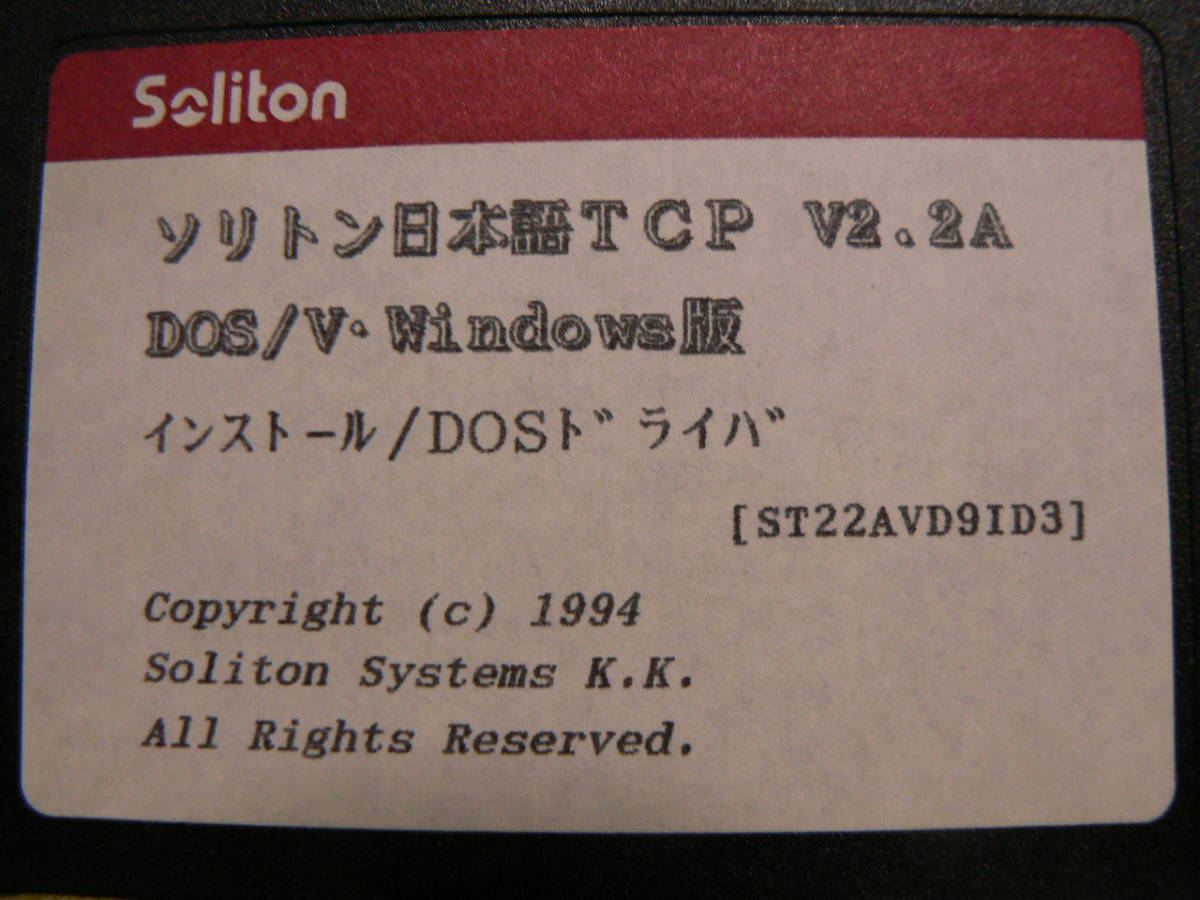 Soliton
ソリトン日本語TCP V2.2A
DOS/V･Windows版
インストール/DOSﾄﾞﾗｲﾊﾞ
[ST22AVD9ID3]
Copyright (c) 1994
Soliton Systems K.K.
All Rights Reserved.